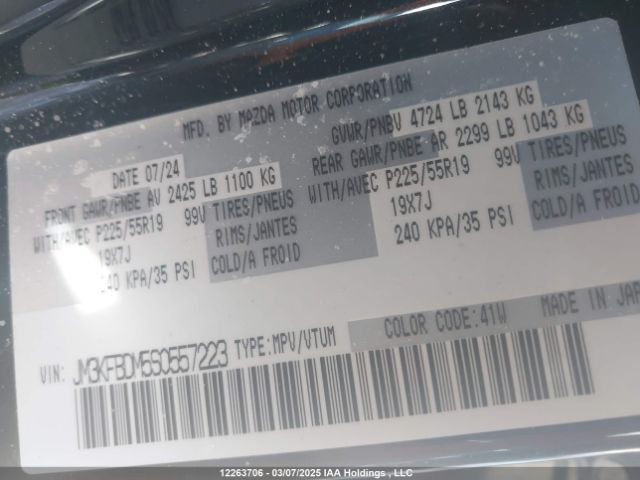 MFD. BY MAZDA MOTOR CORPORATION
DATE 07/24 GVWR/PNBV 4724 LB 2143 KG
FRONT GAWR/PNBE AV 2425 LB 1100 KG REAR GAWR/PNBE AR 2299 LB 1043 KG
WITH/AVEC P225/55R19 99V TIRES/PNEUS WITH/AVEC P225/55R19 99V TIRES/PNEUS
19X7J RIMS/JANTES 19X7J RIMS/JANTES
240 KPA/35 PSI COLD/A FROID 240 KPA/35 PSI COLD/A FROID
VIN: JM3KFBDM5S0557223 TYPE:MPV/VTUM COLOR CODE:41W MADE IN JAP
12263706 - 03/07/2025 IAA Holdings , LLC